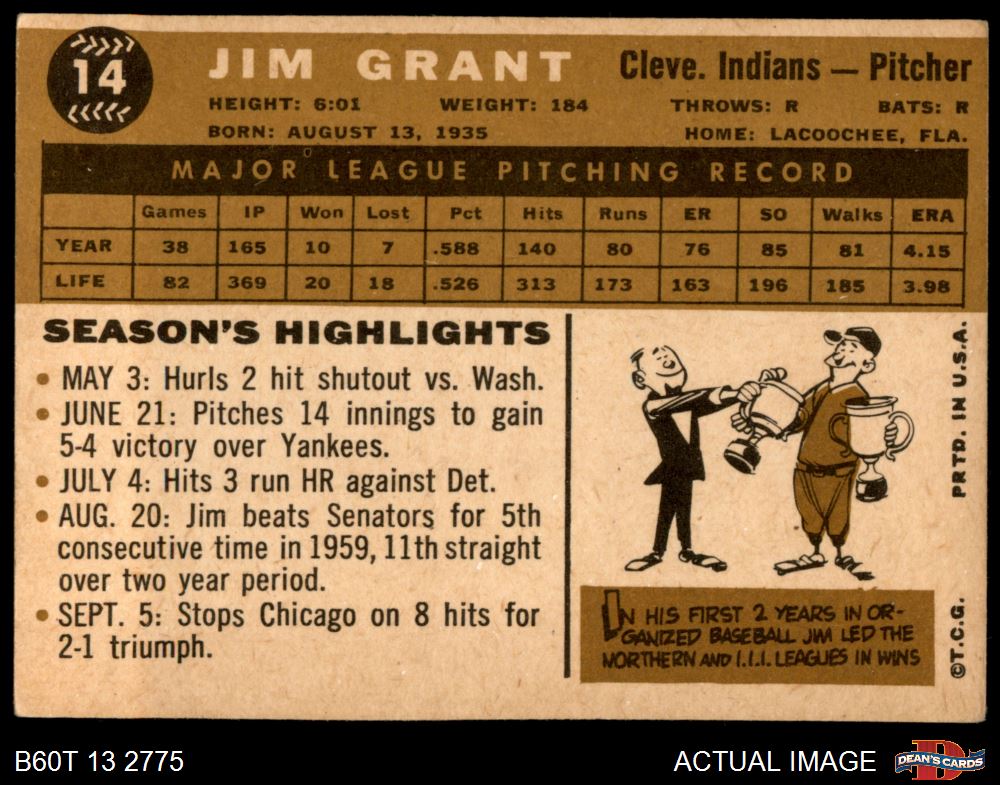 14
JIM GRANT
Cleve. Indians — Pitcher
HEIGHT: 6:01 WEIGHT: 184 THROWS: R BATS: R
BORN: AUGUST 13, 1935 HOME: LACOOCHEE, FLA.
MAJOR LEAGUE PITCHING RECORD
Games IP Won Lost Pct Hits Runs ER SO Walks ERA
YEAR 38 165 10 7 .588 140 80 76 85 81 4.15
LIFE 82 369 20 18 .526 313 173 163 196 185 3.98
SEASON'S HIGHLIGHTS
• MAY 3: Hurls 2 hit shutout vs. Wash.
• JUNE 21: Pitches 14 innings to gain
5-4 victory over Yankees.
• JULY 4: Hits 3 run HR against Det.
• AUG. 20: Jim beats Senators for 5th
consecutive time in 1959, 11th straight
over two year period.
• SEPT. 5: Stops Chicago on 8 hits for
2-1 triumph.
IN HIS FIRST 2 YEARS IN OR-
GANIZED BASEBALL JIM LED THE
NORTHERN AND I.I.I. LEAGUES IN WINS
©T.C.G. PRTD. IN U.S.A.
B60T 13 2775
ACTUAL IMAGE
DEAN'S CARDS